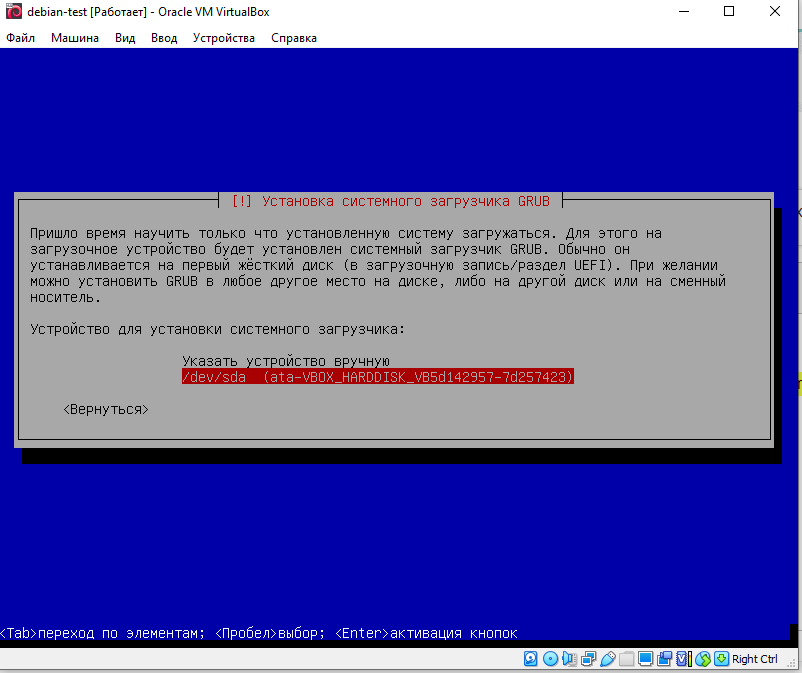 debian-test [Работает] - Oracle VM VirtualBox
Файл Машина Вид Ввод Устройства Справка
[!] Установка системного загрузчика GRUB
Пришло время научить только что установленную систему загружаться. Для этого на
загрузочное устройство будет установлен системный загрузчик GRUB. Обычно он
устанавливается на первый жёсткий диск (в загрузочную запись/раздел UEFI). При желании
можно установить GRUB в любое другое место на диске, либо на другой диск или на сменный
носитель.
Устройство для установки системного загрузчика:
Указать устройство вручную
/dev/sda (ata-VBOX_HARDDISK_VB5d142957-7d257423)
<Вернуться>
<Tab>переход по элементам; <Пробел>выбор; <Enter>активация кнопок
Right Ctrl